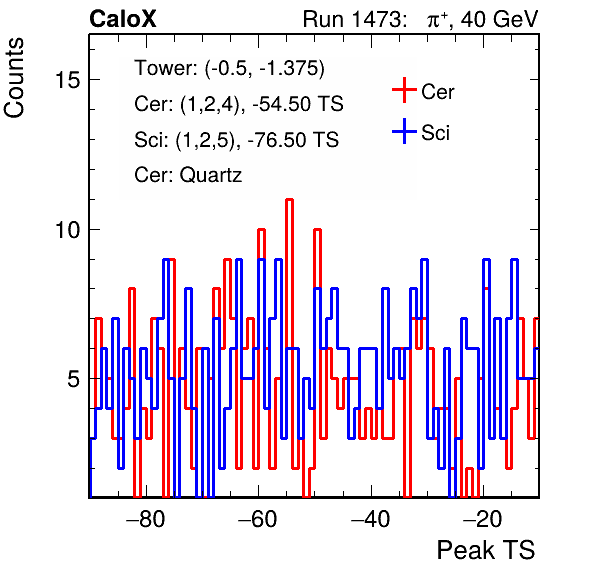 CaloX Run 1473: π⁺, 40 GeV
Counts
Tower: (-0.5, -1.375)
Cer: (1,2,4), -54.50 TS
Sci: (1,2,5), -76.50 TS
Cer: Quartz
Cer
Sci
15
10
5
−80 −60 −40 −20
Peak TS